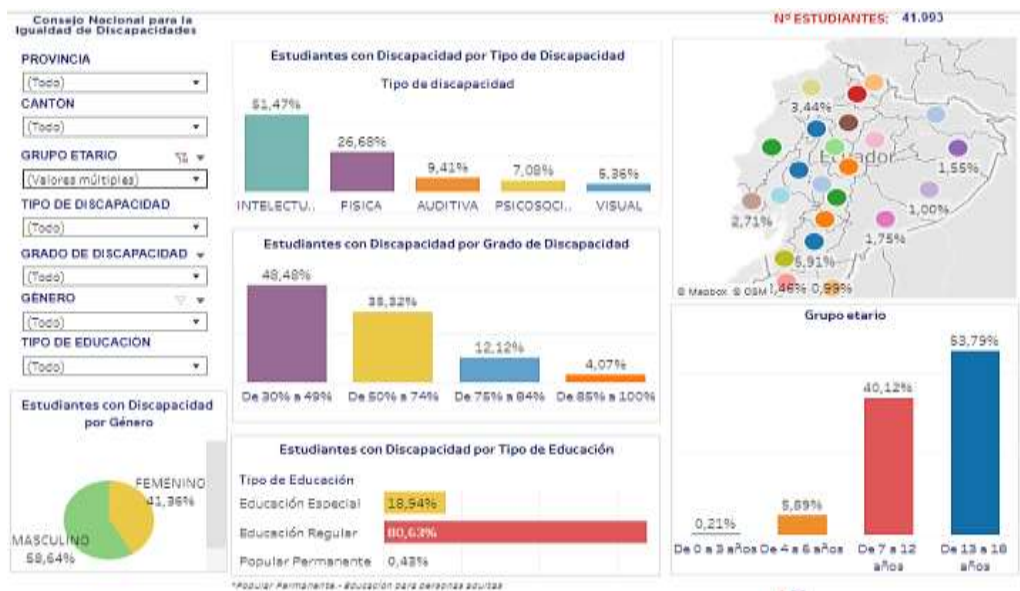 Consejo Nacional para la
Igualdad de Discapacidades
Nº ESTUDIANTES: 41.993
PROVINCIA
(Todo)
CANTON
(Todo)
GRUPO ETARIO
(Valores múltiples)
TIPO DE DISCAPACIDAD
(Todo)
GRADO DE DISCAPACIDAD
(Todo)
GÉNERO
(Todo)
TIPO DE EDUCACIÓN
(Todo)
Estudiantes con Discapacidad
por Género
FEMENINO
41,36%
MASCULINO
58,64%
Estudiantes con Discapacidad por Tipo de Discapacidad
Tipo de discapacidad
51,47%
26,68%
9,41%
7,08%
5,36%
INTELECTU.. FISICA AUDITIVA PSICOSOCI.. VISUAL
Estudiantes con Discapacidad por Grado de Discapacidad
48,48%
12,12%
4,07%
De 30% a 49% De 50% a 74% De 75% a 84% De 85% a 100%
Estudiantes con Discapacidad por Tipo de Educación
Tipo de Educación
Educación Especial 18,94%
Educación Regular 80,63%
Popular Permanente 0,43%
*Popular Permanente.- Educación para personas adultas
3,44%
Ecuador
1,55%
1,00%
2,71%
1,75%
0,99%
© Mapbox © OSM
Grupo etario
53,79%
40,12%
5,89%
0,21%
De 0 a 3 años De 4 a 6 años De 7 a 12
años
De 13 a 18
años